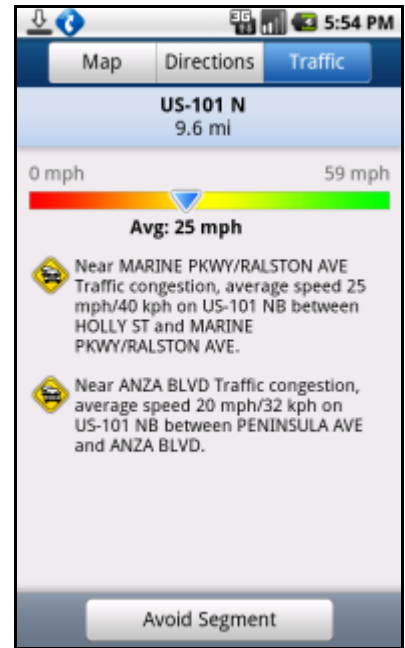 3G 5:54 PM
Map Directions Traffic
US-101 N
9.6 mi
0 mph 59 mph
Avg: 25 mph
Near MARINE PKWY/RALSTON AVE
Traffic congestion, average speed 25
mph/40 kph on US-101 NB between
HOLLY ST and MARINE
PKWY/RALSTON AVE.
Near ANZA BLVD Traffic congestion,
average speed 20 mph/32 kph on
US-101 NB between PENINSULA AVE
and ANZA BLVD.
Avoid Segment